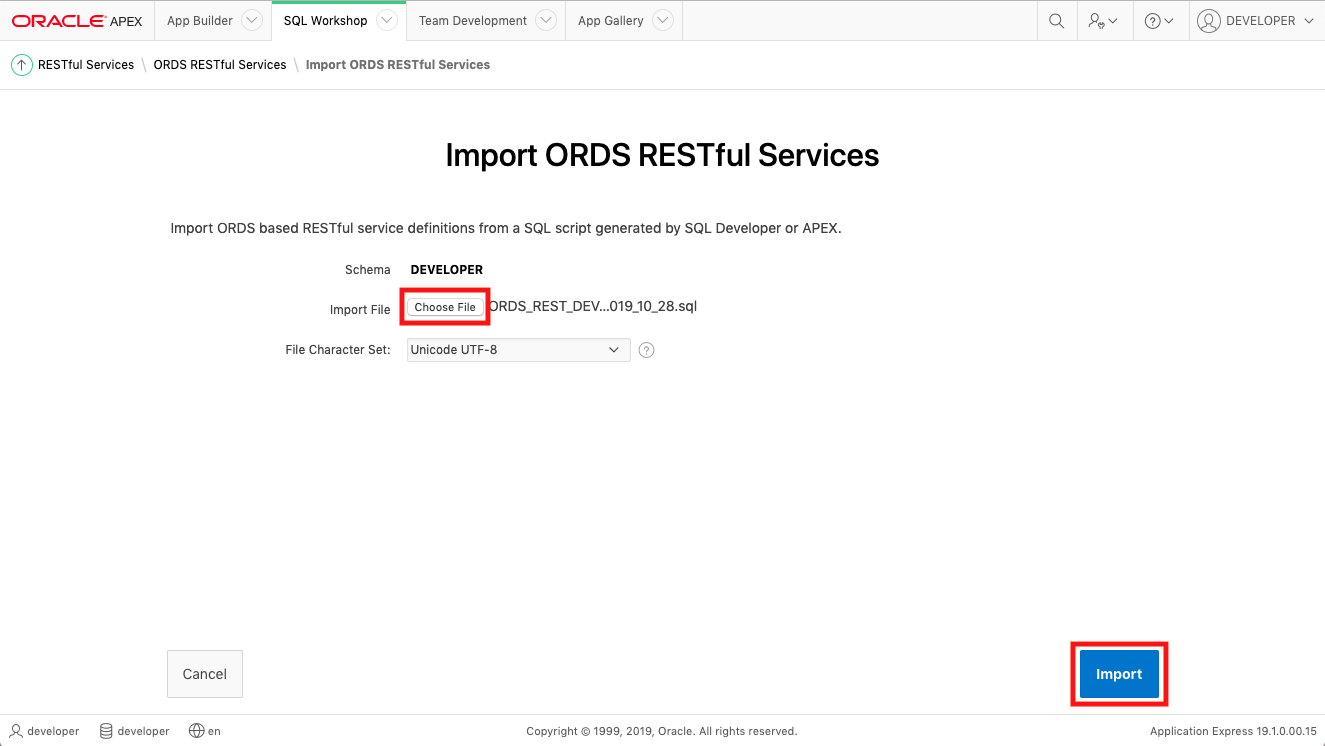 ORACLE APEX App Builder SQL Workshop Team Development App Gallery DEVELOPER
RESTful Services \ ORDS RESTful Services \ Import ORDS RESTful Services
Import ORDS RESTful Services
Import ORDS based RESTful service definitions from a SQL script generated by SQL Developer or APEX.
Schema DEVELOPER
Import File Choose File ORDS_REST_DEV...019_10_28.sql
File Character Set: Unicode UTF-8 ?
Cancel Import
developer developer en Copyright © 1999, 2019, Oracle. All rights reserved. Application Express 19.1.0.00.15